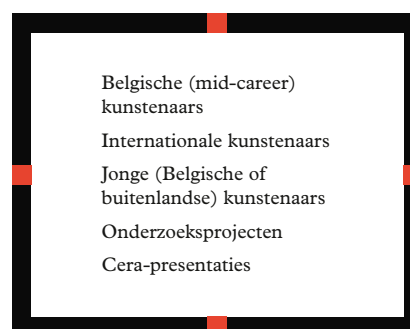 Belgische (mid-career)
kunstenaars
Internationale kunstenaars
Jonge (Belgische of
buitenlandse) kunstenaars
Onderzoeksprojecten
Cera-presentaties